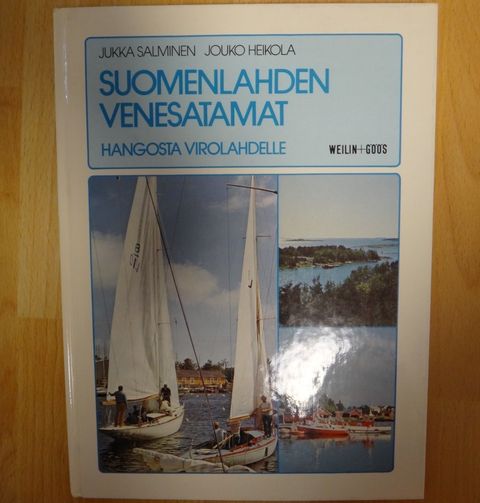 JUKKA SALMINEN JOUKO HEIKOLA
SUOMENLAHDEN
VENESATAMAT
HANGOSTA VIROLAHDELLE
WEILIN+GÖÖS